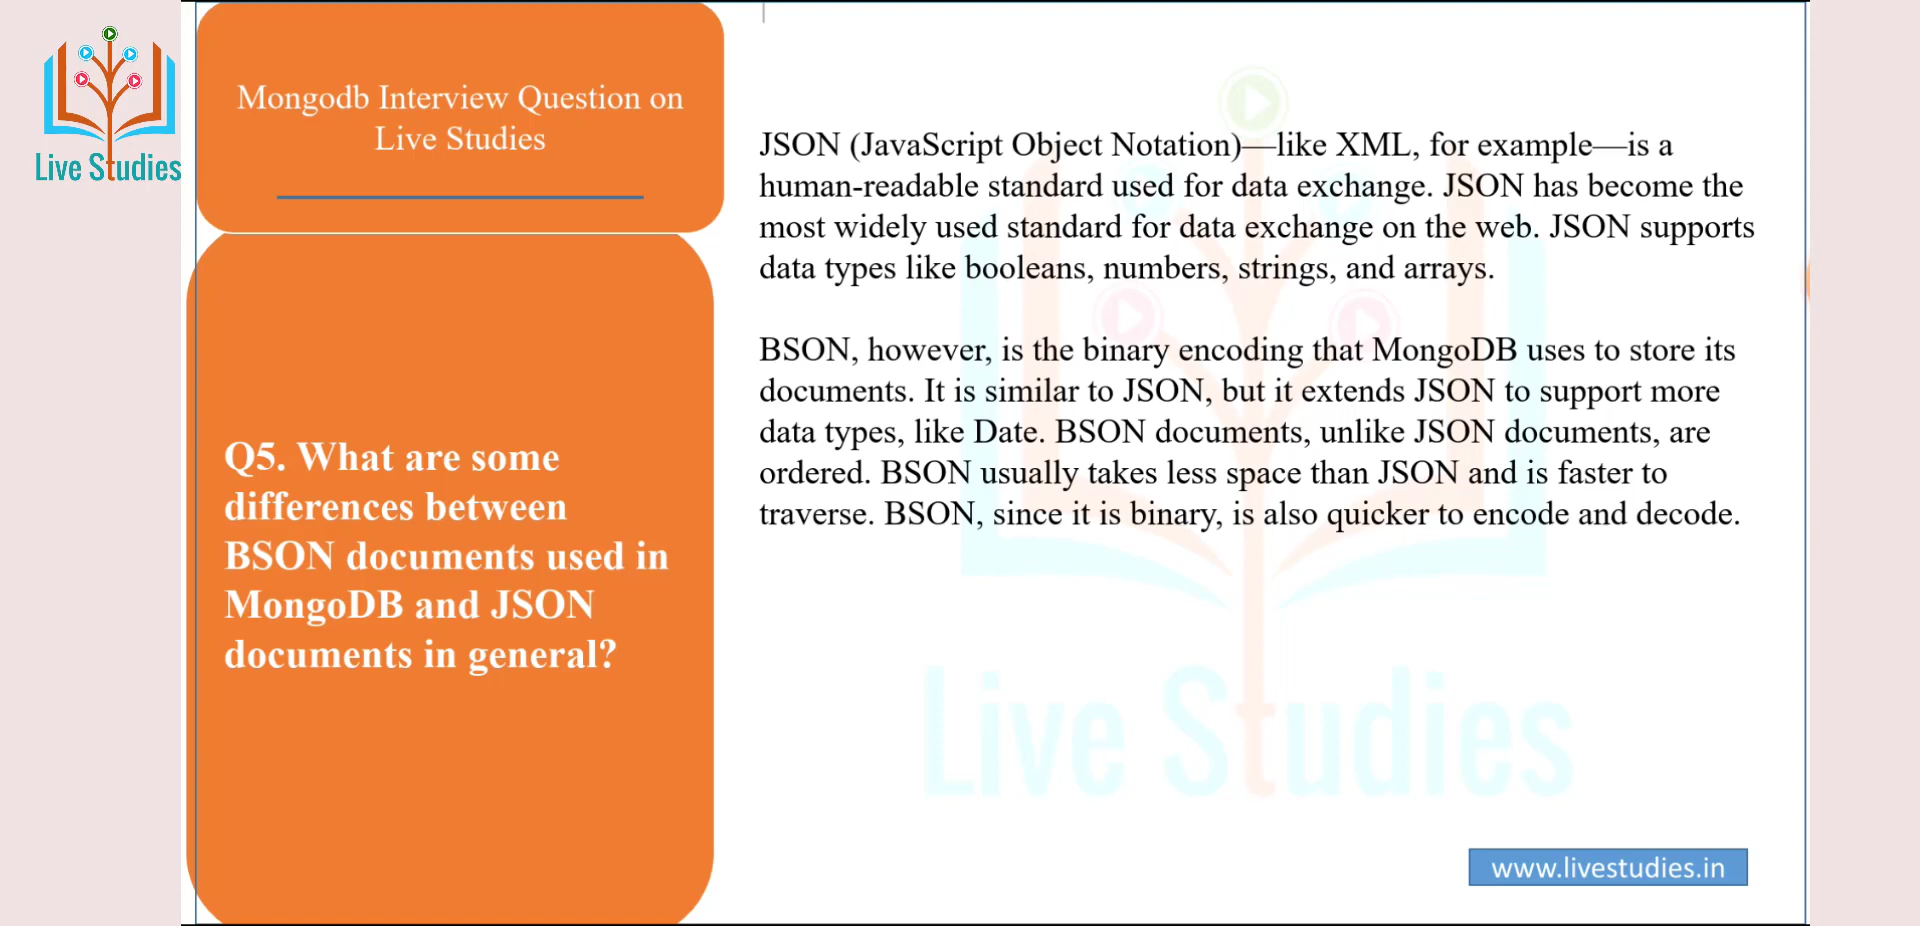 Live Studies
Mongodb Interview Question on
Live Studies
Q5. What are some
differences between
BSON documents used in
MongoDB and JSON
documents in general?
JSON (JavaScript Object Notation)—like XML, for example—is a
human-readable standard used for data exchange. JSON has become the
most widely used standard for data exchange on the web. JSON supports
data types like booleans, numbers, strings, and arrays.
BSON, however, is the binary encoding that MongoDB uses to store its
documents. It is similar to JSON, but it extends JSON to support more
data types, like Date. BSON documents, unlike JSON documents, are
ordered. BSON usually takes less space than JSON and is faster to
traverse. BSON, since it is binary, is also quicker to encode and decode.
Live Studies
www.livestudies.in